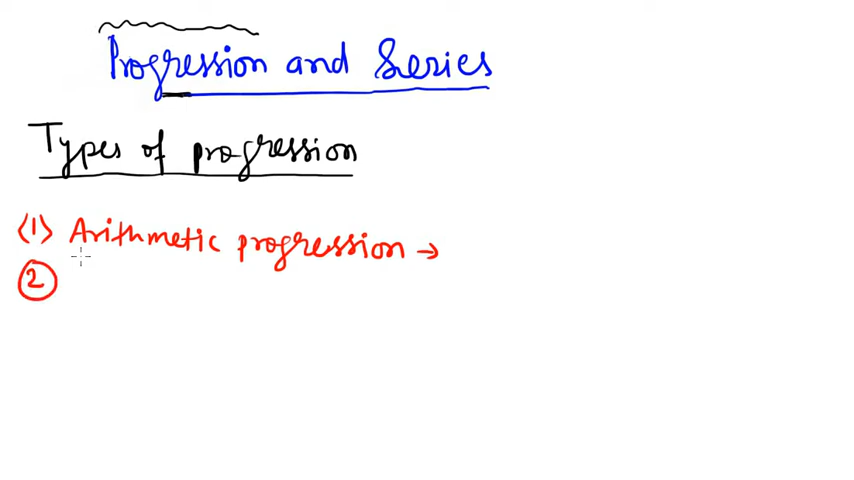 Progression and Series
Types of progression
(1) Arithmetic progression →
2